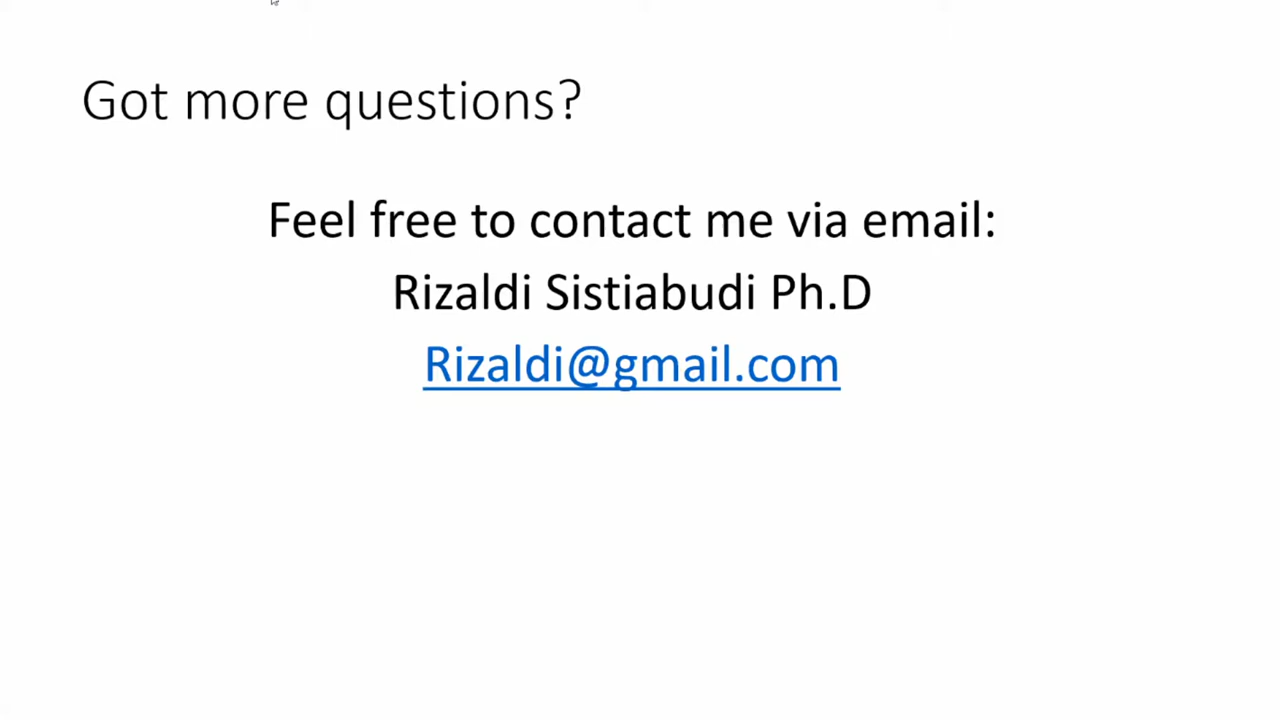 Got more questions?
Feel free to contact me via email:
Rizaldi Sistiabudi Ph.D
Rizaldi@gmail.com